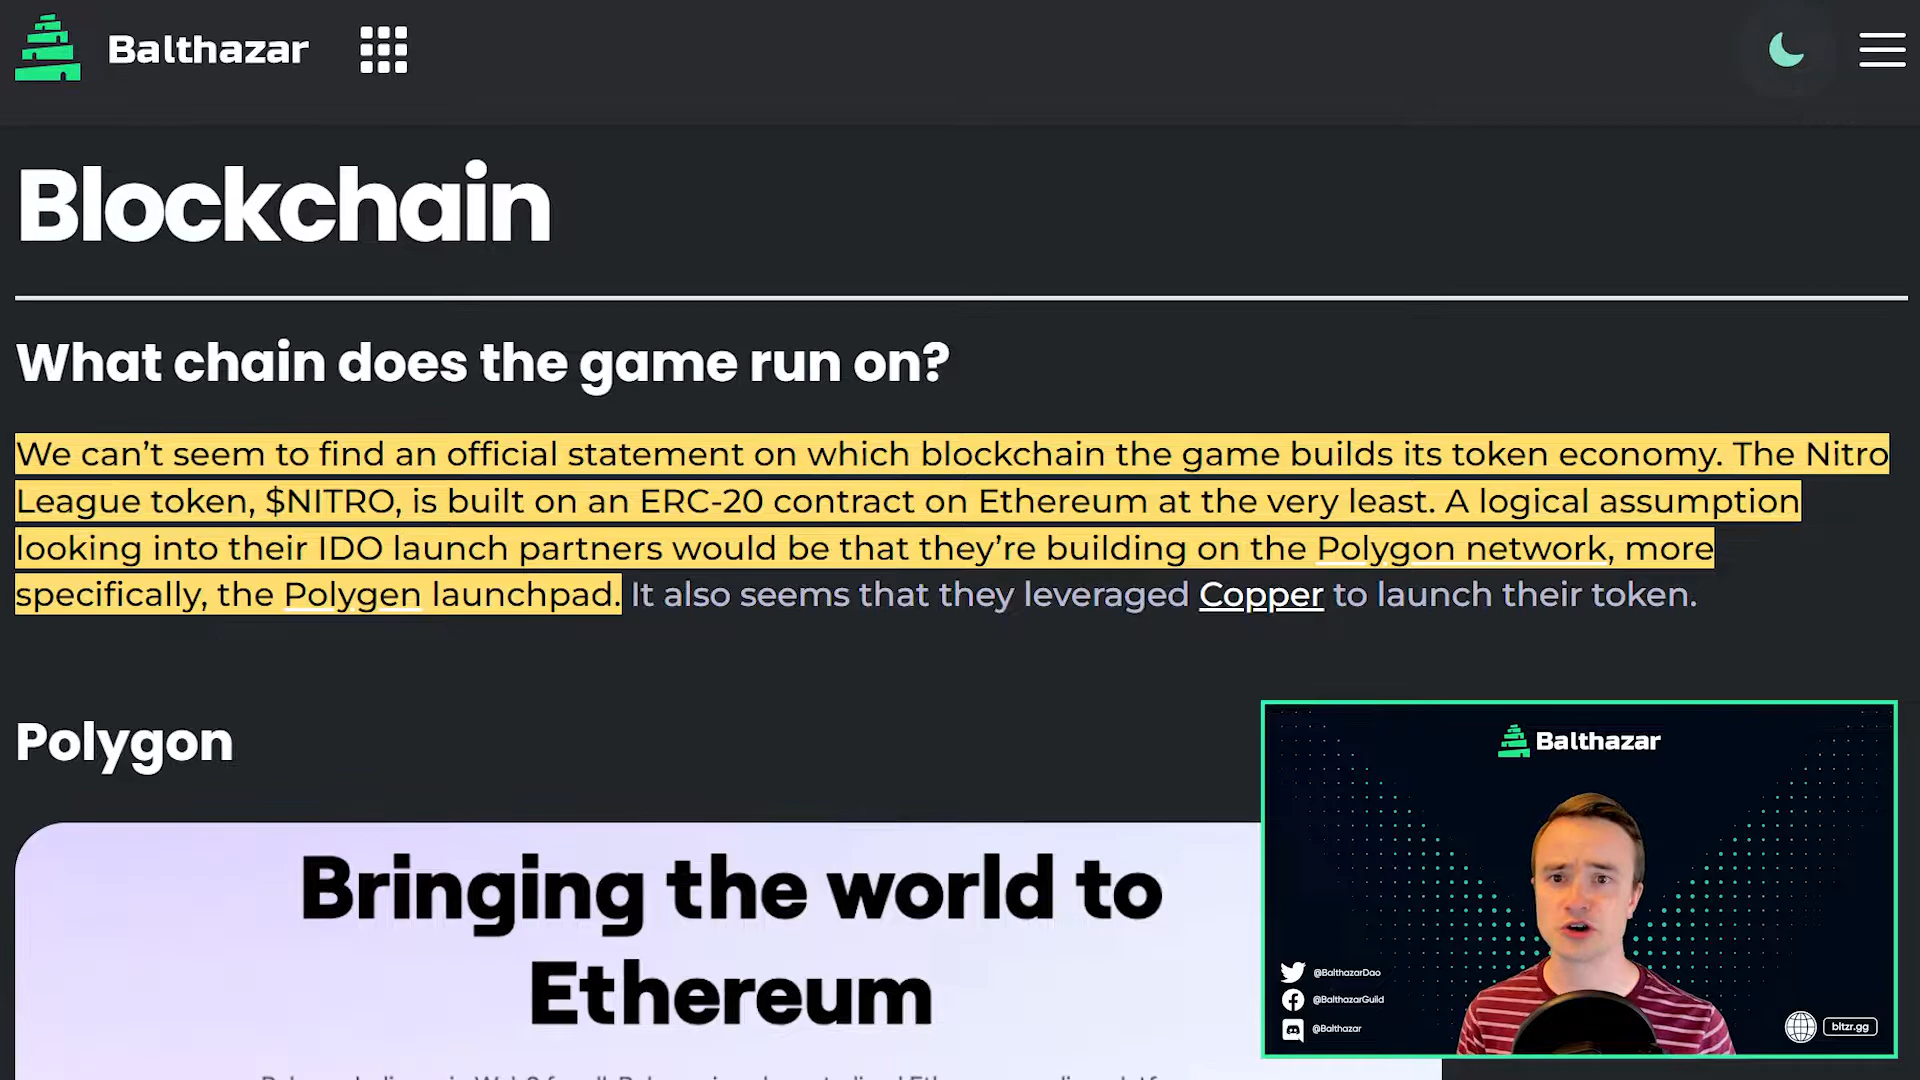 Balthazar
Blockchain
What chain does the game run on?
We can’t seem to find an official statement on which blockchain the game builds its token economy. The Nitro
League token, $NITRO, is built on an ERC-20 contract on Ethereum at the very least. A logical assumption
looking into their IDO launch partners would be that they’re building on the Polygon network, more
specifically, the Polygen launchpad. It also seems that they leveraged Copper to launch their token.
Polygon
Bringing the world to
Ethereum
Balthazar
@BalthazarDao
@BalthazarGuild
@Balthazar
bltzr.gg